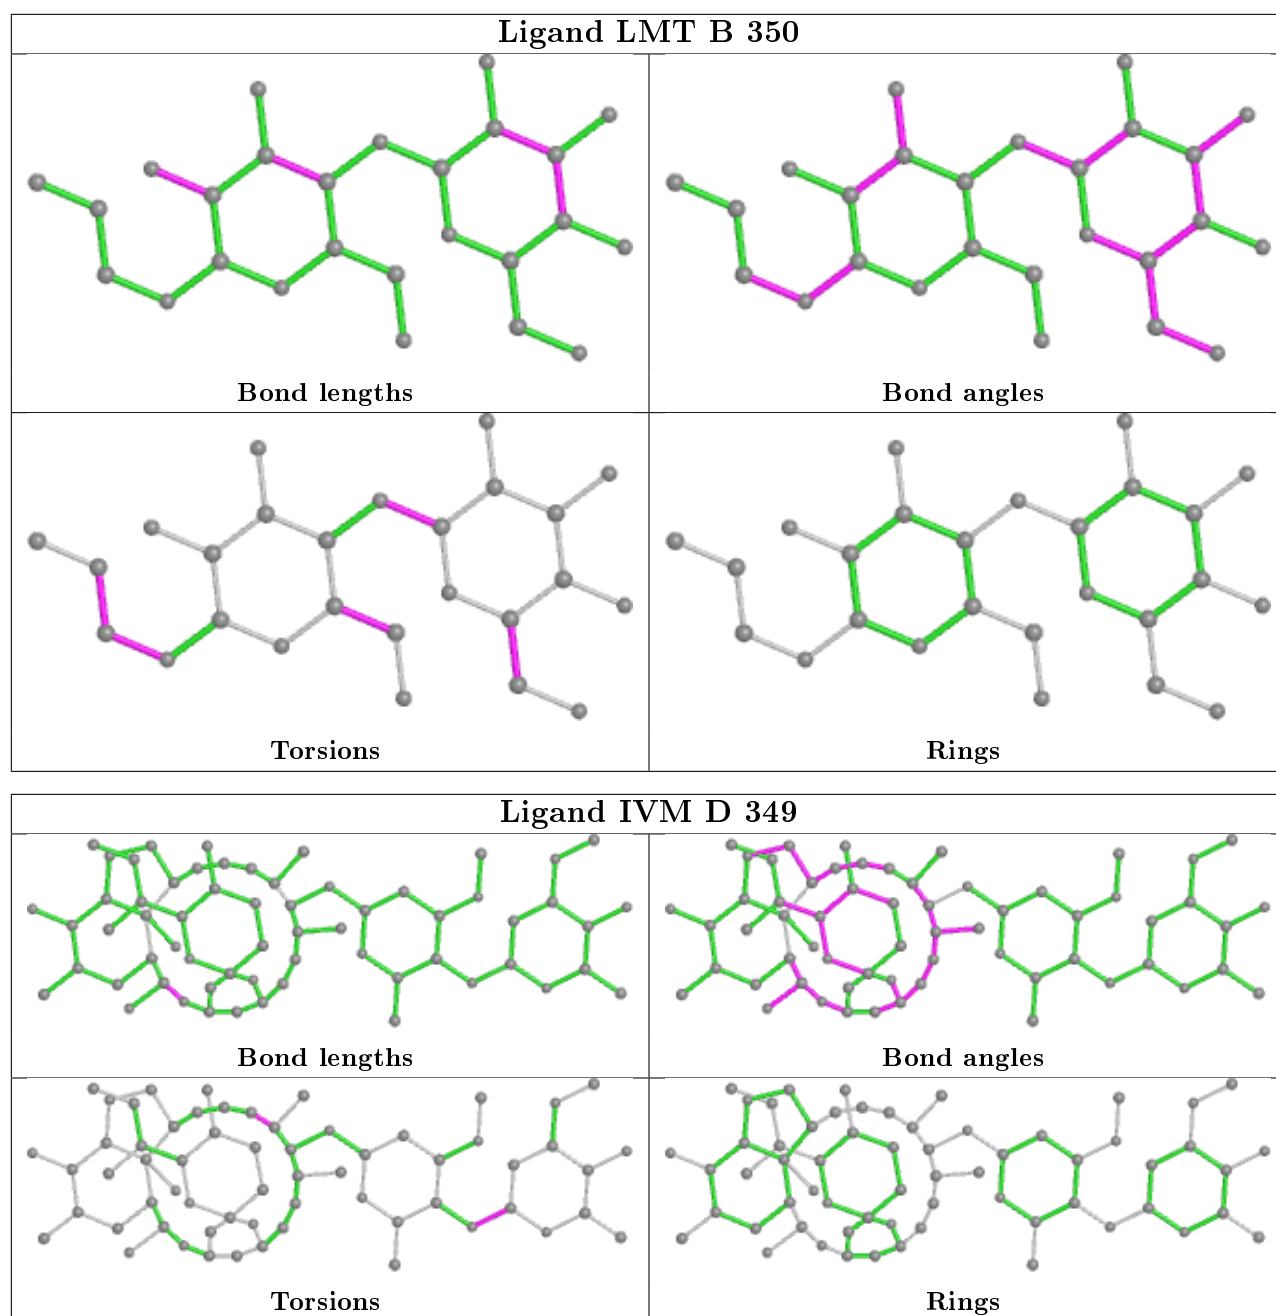 Ligand LMT B 350
Bond lengths
Bond angles
Torsions
Rings
Ligand IVM D 349
Bond lengths
Bond angles
Torsions
Rings